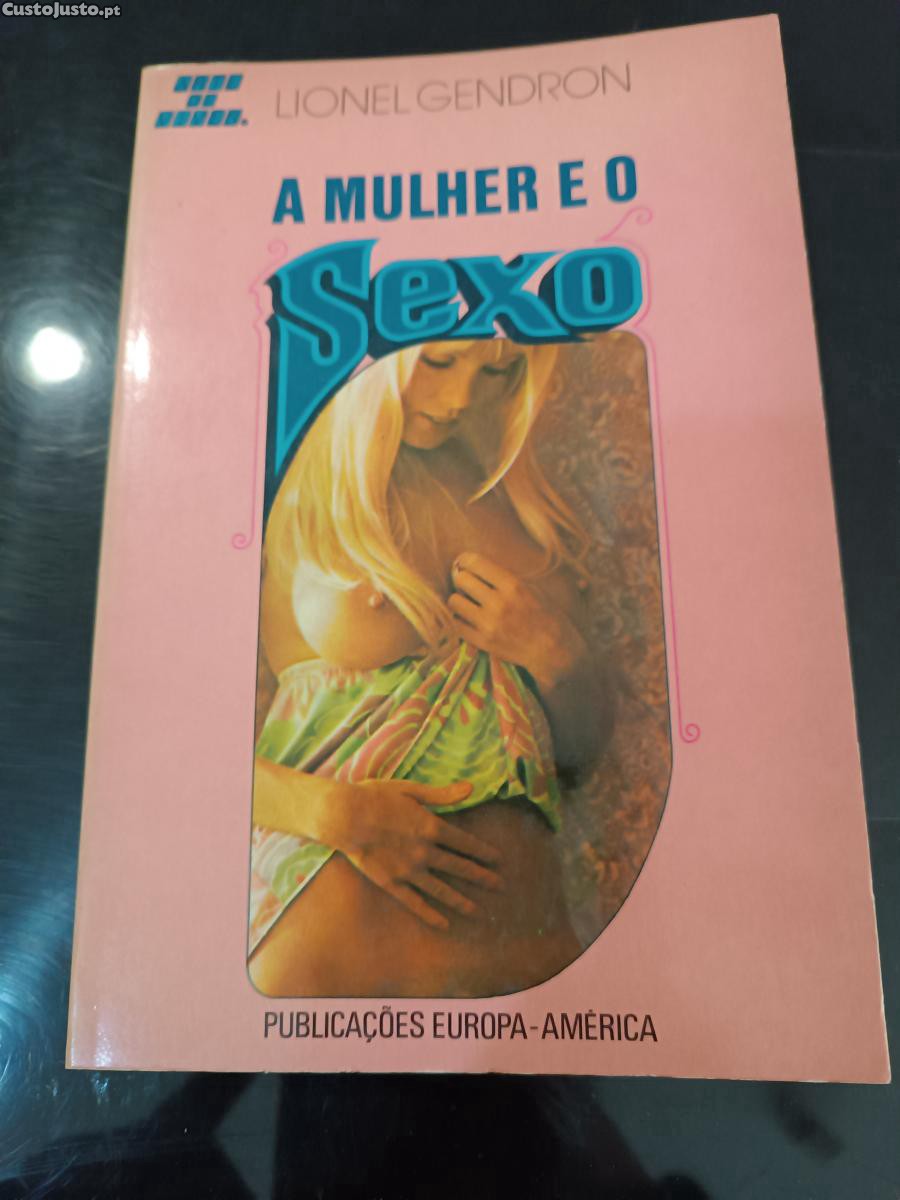 CustoJusto.pt
LIONEL GENDRON
A MULHER E O
Sexo
PUBLICAÇÕES EUROPA-AMÉRICA